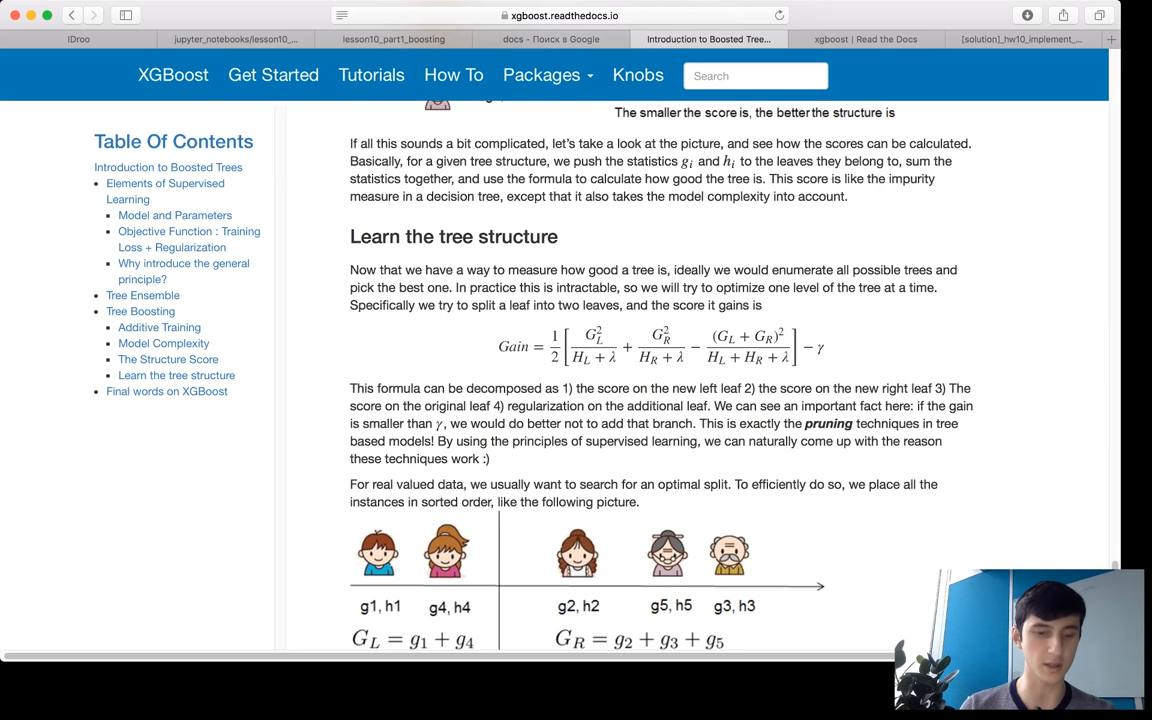 xgboost.readthedocs.io
IDroo
jupyter_notebooks/lesson10_...
lesson10_part1_boosting
docs - Поиск в Google
Introduction to Boosted Tree...
xgboost | Read the Docs
[solution]_hw10_implement_...
XGBoost Get Started Tutorials How To Packages Knobs Search
The smaller the score is, the better the structure is
Table Of Contents
Introduction to Boosted Trees
Elements of Supervised
Learning
Model and Parameters
Objective Function : Training
Loss + Regularization
Why introduce the general
principle?
Tree Ensemble
Tree Boosting
Additive Training
Model Complexity
The Structure Score
Learn the tree structure
Final words on XGBoost
If all this sounds a bit complicated, let's take a look at the picture, and see how the scores can be calculated.
Basically, for a given tree structure, we push the statistics gᵢ and hᵢ to the leaves they belong to, sum the
statistics together, and use the formula to calculate how good the tree is. This score is like the impurity
measure in a decision tree, except that it also takes the model complexity into account.
Learn the tree structure
Now that we have a way to measure how good a tree is, ideally we would enumerate all possible trees and
pick the best one. In practice this is intractable, so we will try to optimize one level of the tree at a time.
Specifically we try to split a leaf into two leaves, and the score it gains is
Gain = 1/2 [ G_L²/(H_L + λ) + G_R²/(H_R + λ) − (G_L + G_R)²/(H_L + H_R + λ) ] − γ
This formula can be decomposed as 1) the score on the new left leaf 2) the score on the new right leaf 3) The
score on the original leaf 4) regularization on the additional leaf. We can see an important fact here: if the gain
is smaller than γ, we would do better not to add that branch. This is exactly the pruning techniques in tree
based models! By using the principles of supervised learning, we can naturally come up with the reason
these techniques work :)
For real valued data, we usually want to search for an optimal split. To efficiently do so, we place all the
instances in sorted order, like the following picture.
g1, h1 g4, h4 g2, h2 g5, h5 g3, h3
G_L = g₁ + g₄ G_R = g₂ + g₃ + g₅